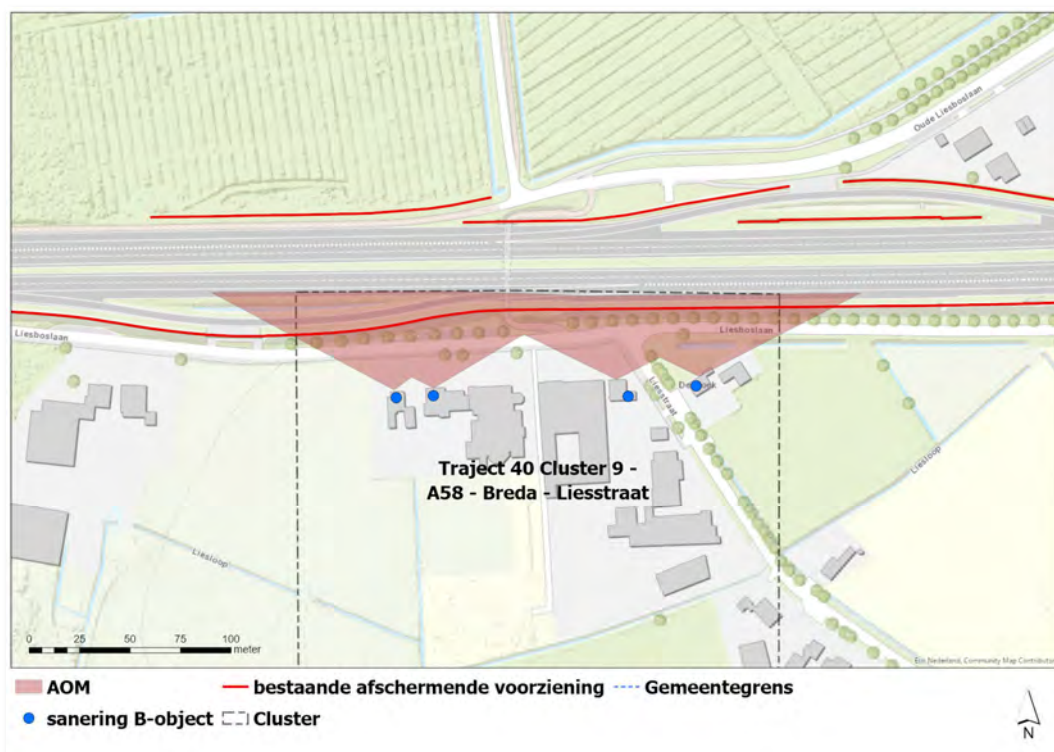 Oude Liesboslaan
Liesboslaan
Liesboslaan
Liesstraat
Traject 40 Cluster 9 -
A58 - Breda - Liesstraat
Liesloop
Liesloop
0 25 50 75 100
meter
Esri Nederland, Community Map Contributors
AOM
bestaande afschermende voorziening
Gemeentegrens
sanering B-object
Cluster
N